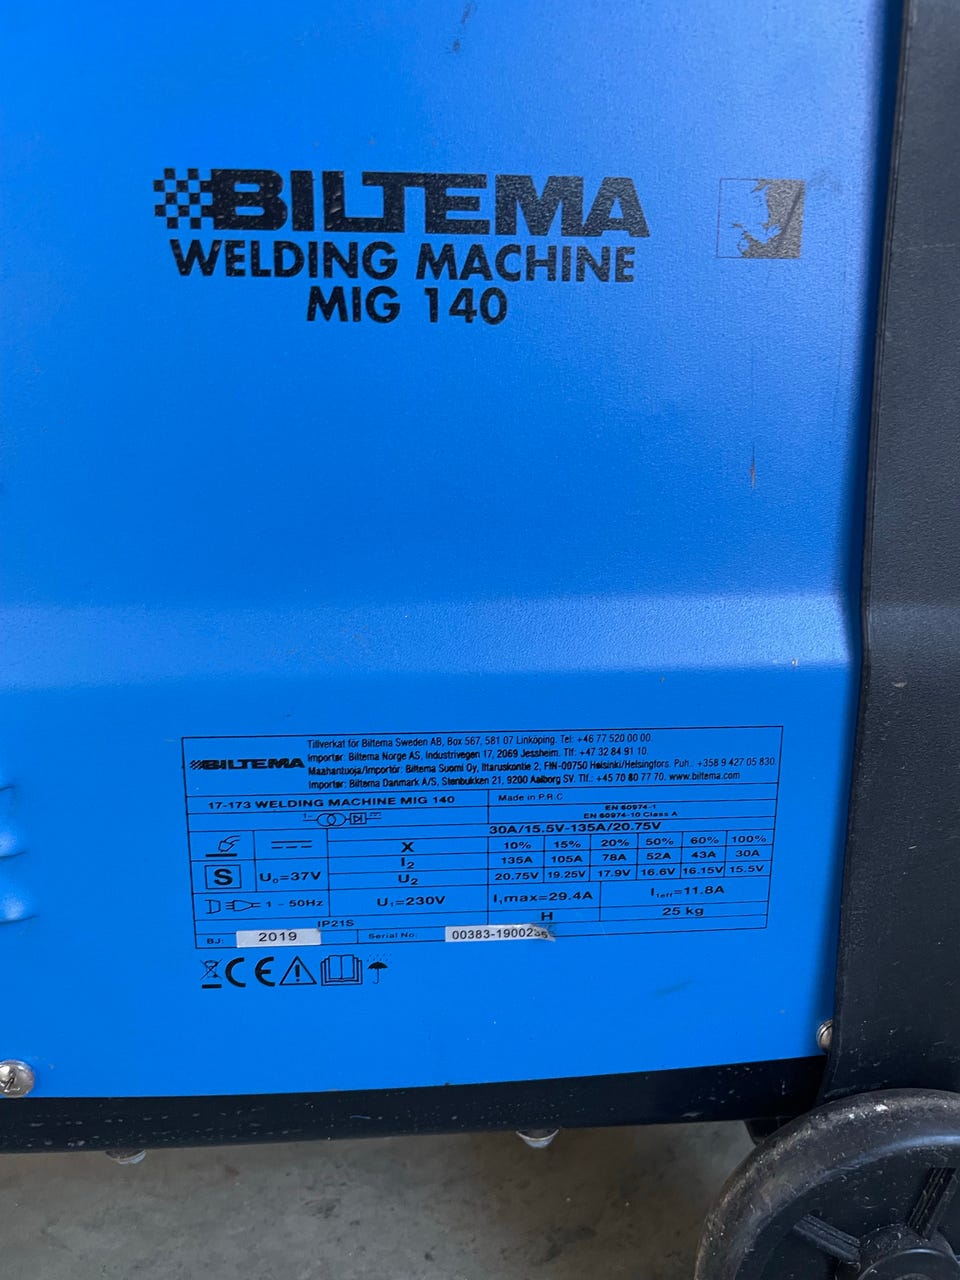 BILTEMA
WELDING MACHINE
MIG 140
BILTEMA
Tillverkat för Biltema Sweden AB, Box 567, 581 07 Linköping. Tel: +46 77 520 00 00.
Importør: Biltema Norge AS, Industrivegen 17, 2069 Jessheim. Tlf: +47 32 84 91 10.
Maahantuoja/Importör: Biltema Suomi Oy, Iltaruskontie 2, FIN-00750 Helsinki/Helsingfors. Puh.: +358 9 427 05 830.
Importør: Biltema Danmark A/S, Stenbukken 21, 9200 Aalborg SV. Tlf.: +45 70 80 77 70. www.biltema.com
17-173 WELDING MACHINE MIG 140
Made in P.R.C
EN 60974-1
EN 60974-10 Class A
1~
30A/15.5V-135A/20.75V
X 10% 15% 20% 50% 60% 100%
I2 135A 105A 78A 52A 43A 30A
S U₀=37V U2 20.75V 19.25V 17.9V 16.6V 16.15V 15.5V
1 ~ 50Hz U₁=230V I₁max=29.4A I₁eff=11.8A
IP21S H 25 kg
BJ: 2019 Serial No: 00383-19002
CE